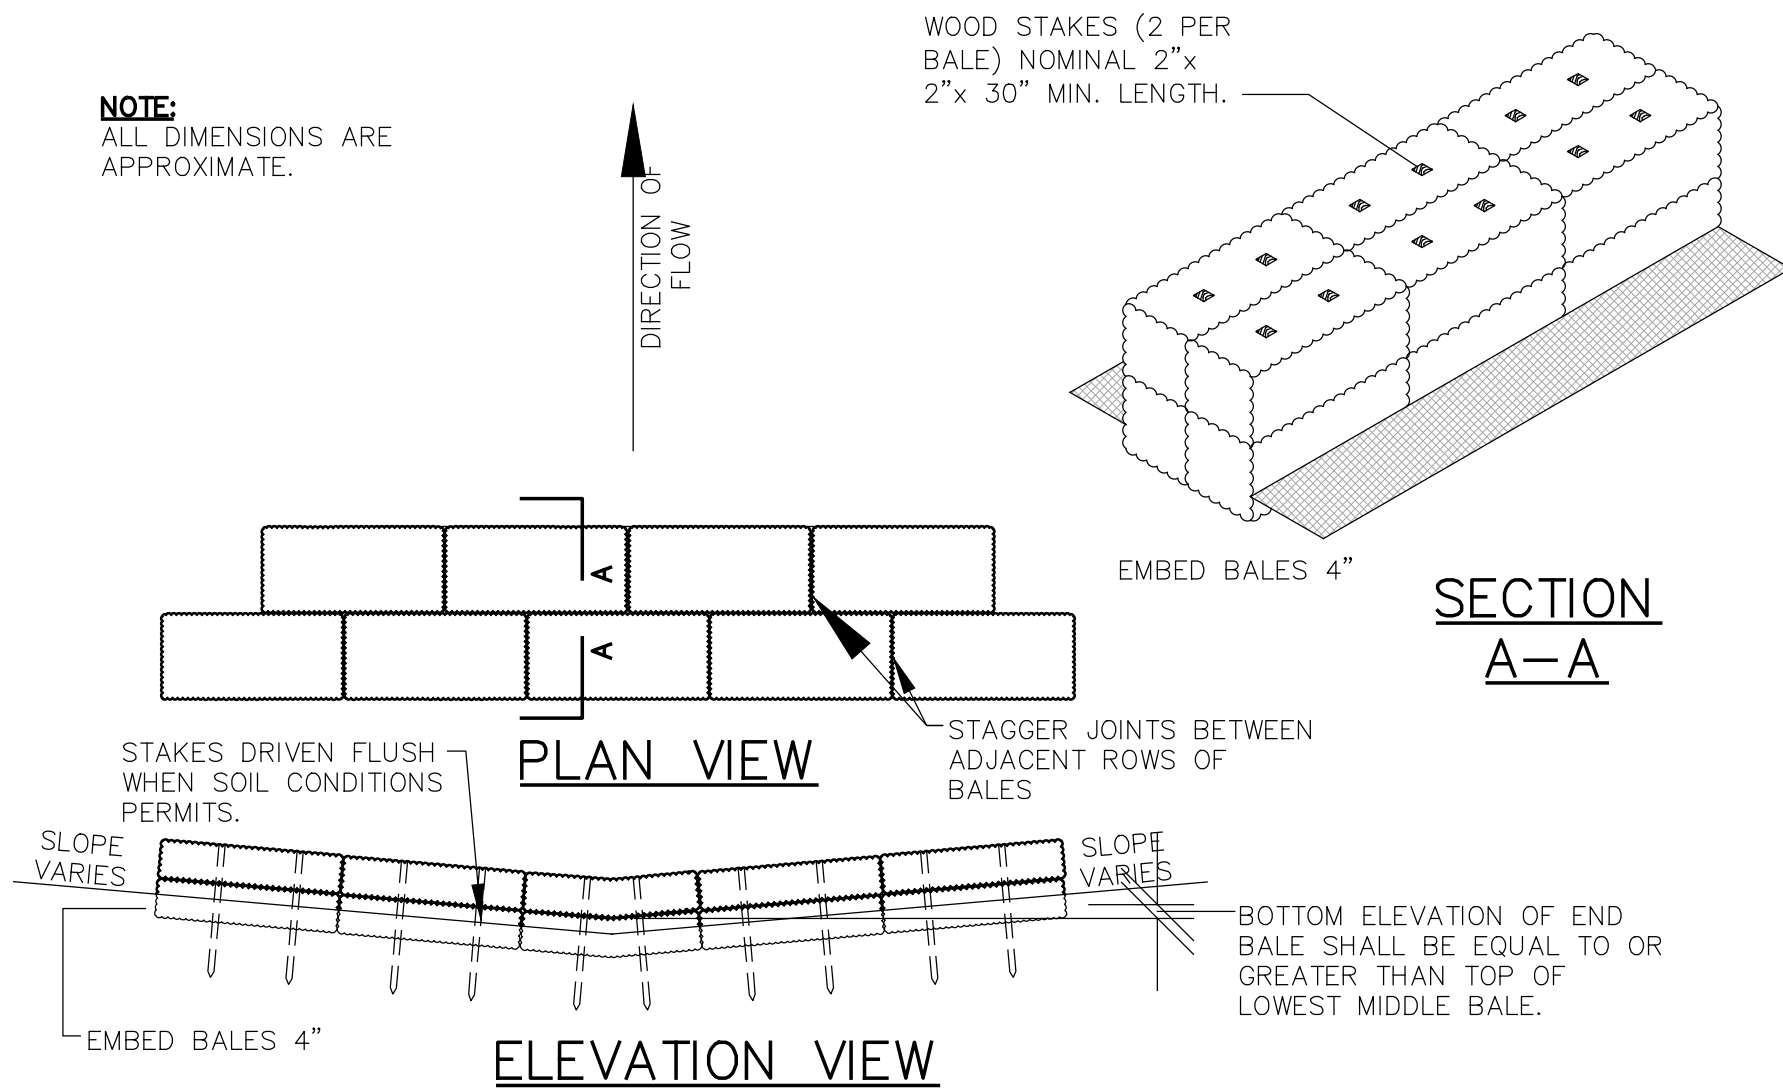 NOTE:
ALL DIMENSIONS ARE
APPROXIMATE.
DIRECTION OF
FLOW
WOOD STAKES (2 PER
BALE) NOMINAL 2"x
2"x 30" MIN. LENGTH.
EMBED BALES 4"
SECTION
A-A
A
A
PLAN VIEW
STAGGER JOINTS BETWEEN
ADJACENT ROWS OF
BALES
STAKES DRIVEN FLUSH
WHEN SOIL CONDITIONS
PERMITS.
SLOPE
VARIES
SLOPE
VARIES
BOTTOM ELEVATION OF END
BALE SHALL BE EQUAL TO OR
GREATER THAN TOP OF
LOWEST MIDDLE BALE.
EMBED BALES 4"
ELEVATION VIEW